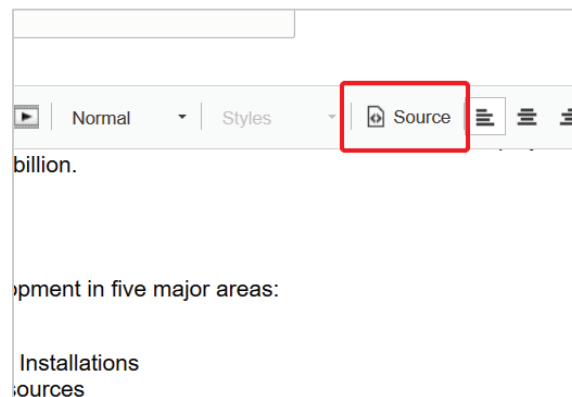 Normal Styles Source
billion.
opment in five major areas:
Installations
sources